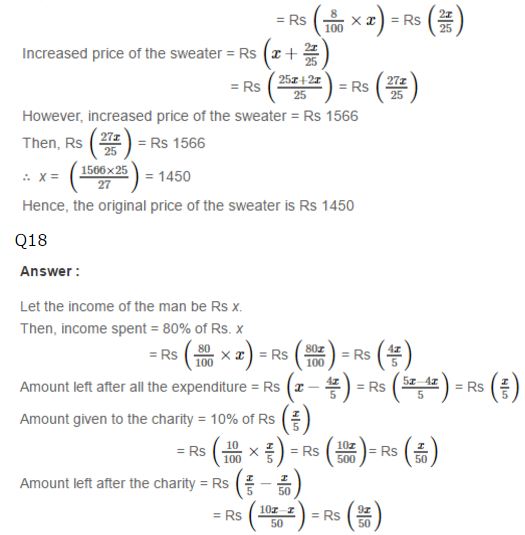 = Rs (8/100 × x) = Rs (2x/25)
Increased price of the sweater = Rs (x + 2x/25)
= Rs (25x+2x/25) = Rs (27x/25)
However, increased price of the sweater = Rs 1566
Then, Rs (27x/25) = Rs 1566
∴ x = (1566×25/27) = 1450
Hence, the original price of the sweater is Rs 1450
Q18
Answer :
Let the income of the man be Rs x.
Then, income spent = 80% of Rs. x
= Rs (80/100 × x) = Rs (80x/100) = Rs (4x/5)
Amount left after all the expenditure = Rs (x − 4x/5) = Rs (5x−4x/5) = Rs (x/5)
Amount given to the charity = 10% of Rs (x/5)
= Rs (10/100 × x/5) = Rs (10x/500) = Rs (x/50)
Amount left after the charity = Rs (x/5 − x/50)
= Rs (10x−x/50) = Rs (9x/50)